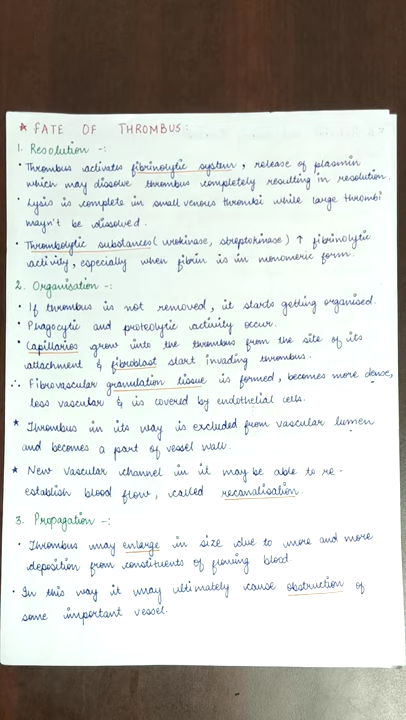 ★ FATE OF THROMBUS:
1. Resolution -:
• Thrombus activates fibrinolytic system, release of plasmin
which may dissolve thrombus completely resulting in resolution.
• Lysis is complete in small venous thrombi while large thrombi
mayn't be dissolved.
• Thrombolytic substances (urokinase, streptokinase) ↑ fibrinolytic
activity, especially when fibrin is in monomeric form.
2. Organisation -:
• If thrombus is not removed, it starts getting organised.
• Phagocytic and proteolytic activity occur.
• Capillaries grow into the thrombus from the site of its
attachment & fibroblast start invading thrombus.
∴ Fibrovascular granulation tissue is formed, becomes more dense,
less vascular & is covered by endothelial cells.
★ Thrombus in its way is excluded from vascular lumen
and becomes a part of vessel wall.
★ New vascular channel in it may be able to re-
establish blood flow, called recanalisation.
3. Propagation -:
• Thrombus may enlarge in size due to more and more
deposition from constituents of flowing blood.
• In this way it may ultimately cause obstruction of
some important vessel.